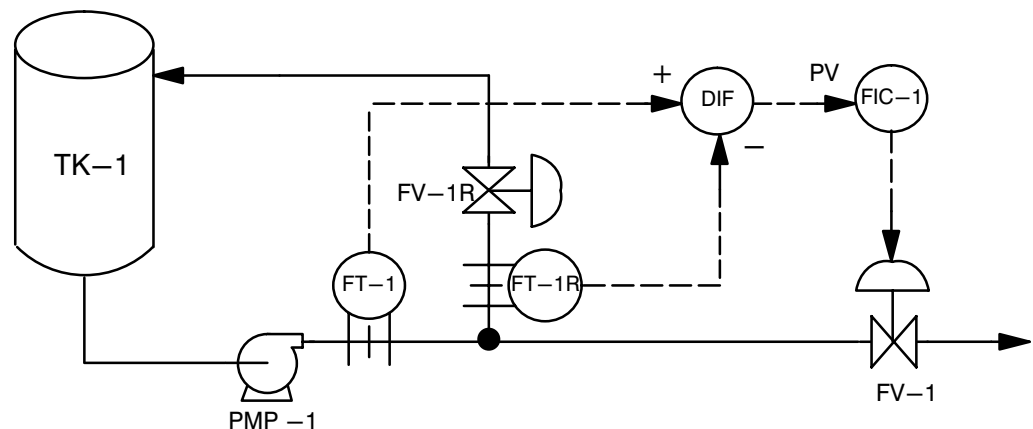 PV
+
DIF
FIC–1
–
TK–1
FV–1R
FT–1
FT–1R
FV–1
PMP –1